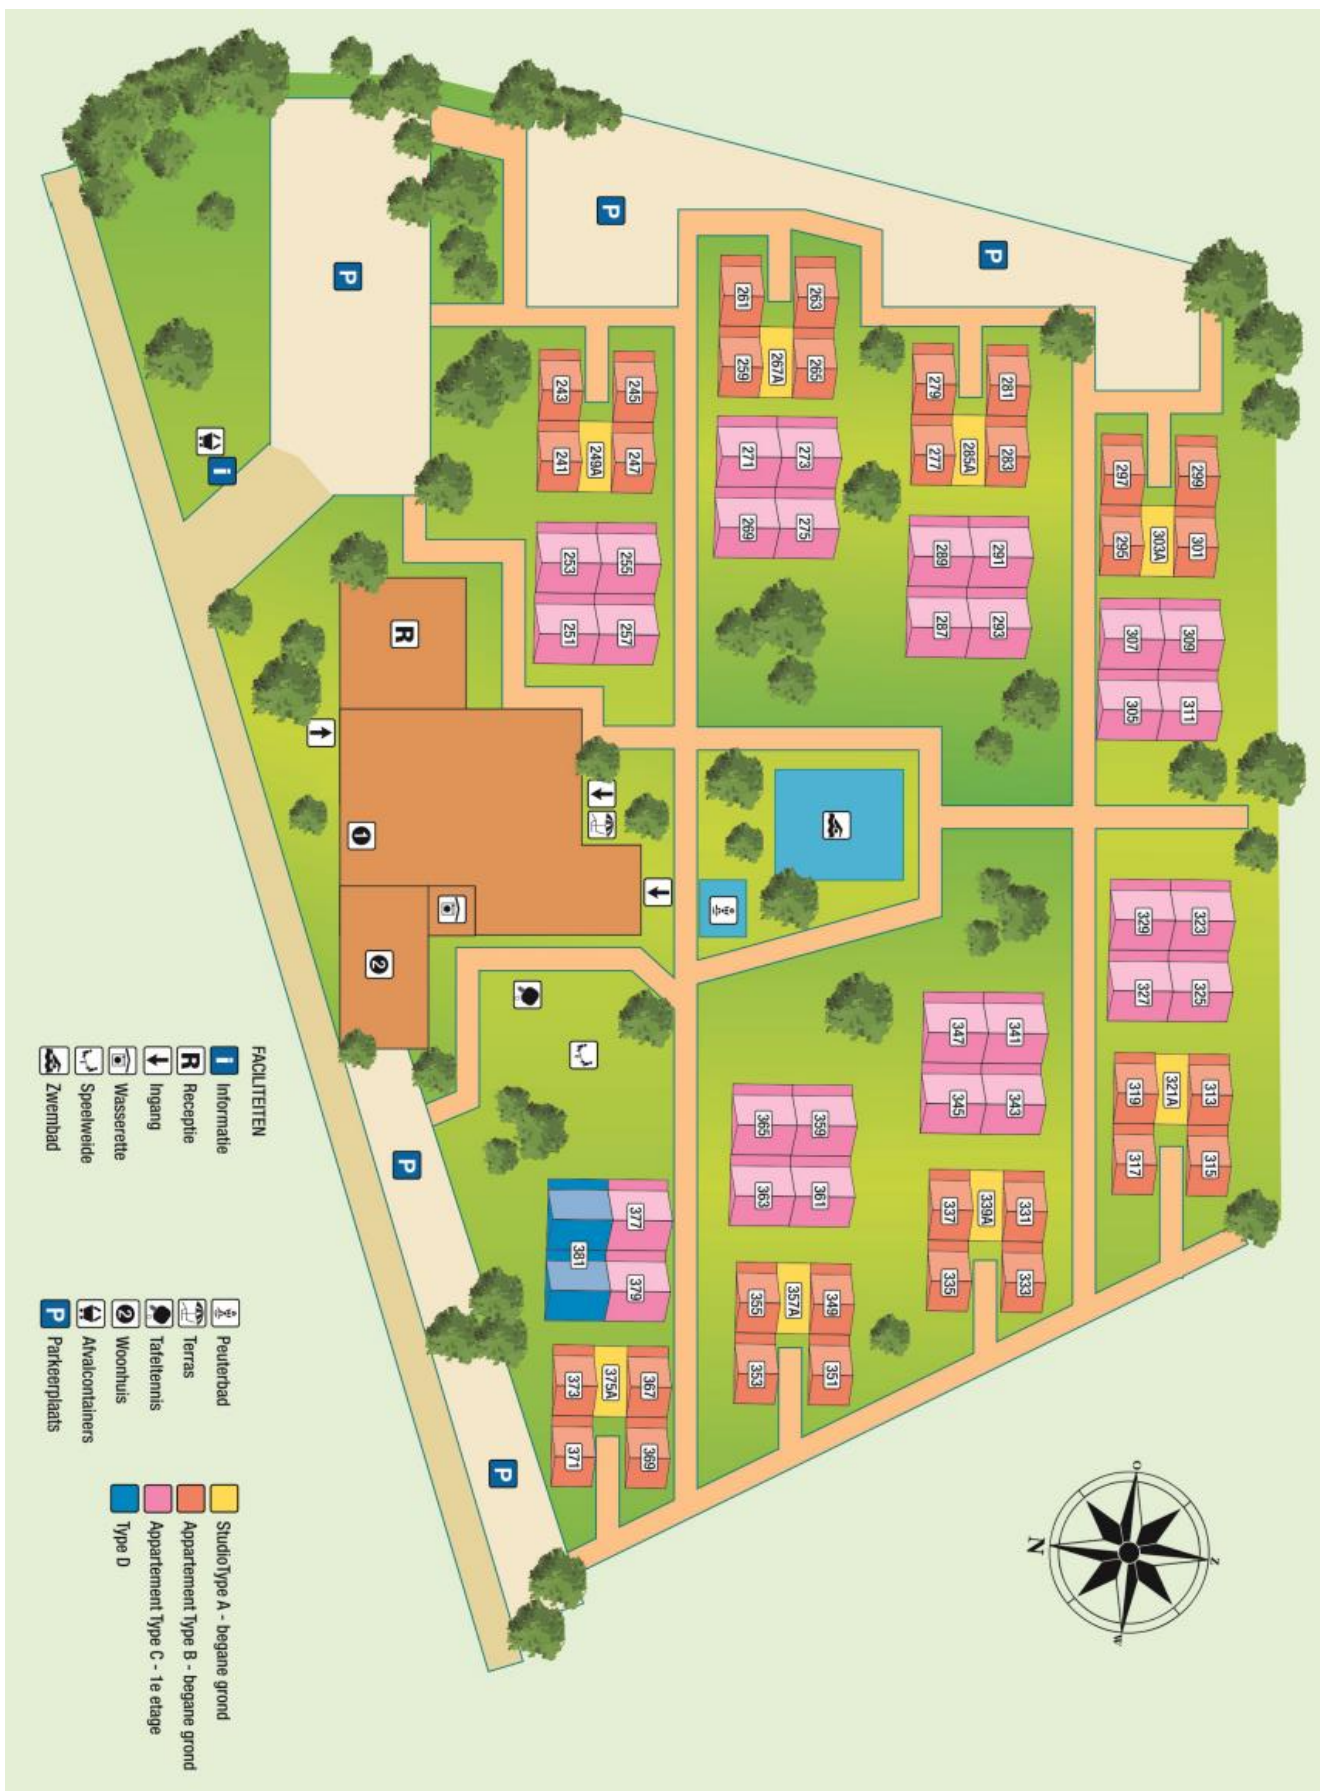 P
P
P
261
263
259
267A
265
243
245
241
249A
247
279
281
277
285A
283
297
299
295
303A
301
271
273
269
275
253
255
251
257
289
291
287
293
307
309
305
311
i
R
1
2
329
323
327
325
319
321A
313
317
315
347
341
345
343
337
339A
331
335
333
365
359
363
361
355
357A
349
353
351
377
381
379
373
375A
367
371
369
P
P
O
N
Z
W
FACILITEITEN
i Informatie
R Receptie
Ingang
Wasserette
Speelweide
Zwembad
Peuterbad
Terras
Tafeltennis
2 Woonhuis
Afvalcontainers
P Parkeerplaats
StudioType A - begane grond
Appartement Type B - begane grond
Appartement Type C - 1e etage
Type D